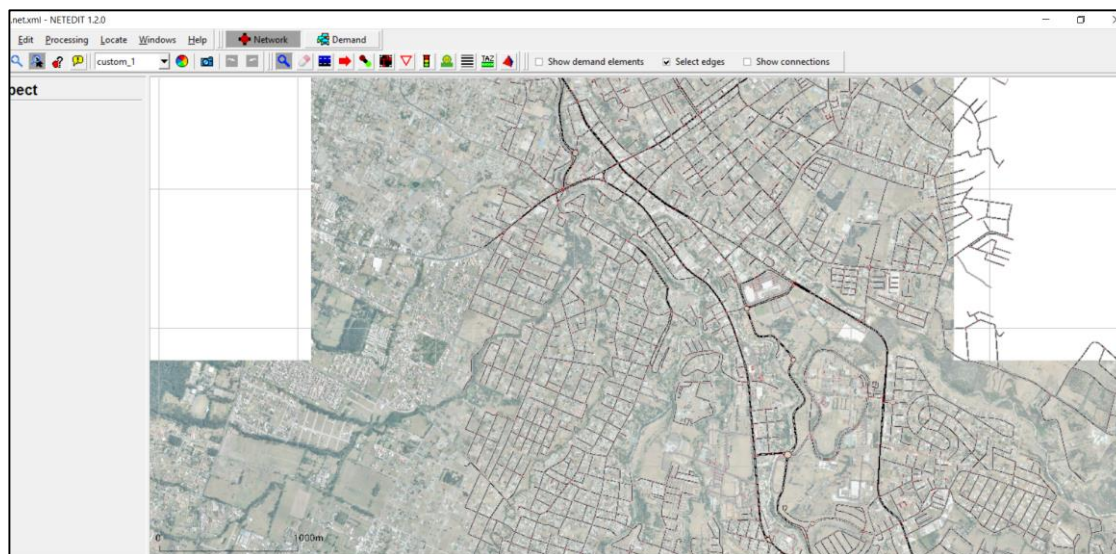 .net.xml - NETEDIT 1.2.0
Edit Processing Locate Windows Help Network Demand
custom_1 TAZ Show demand elements Select edges Show connections
pect
0 1000m